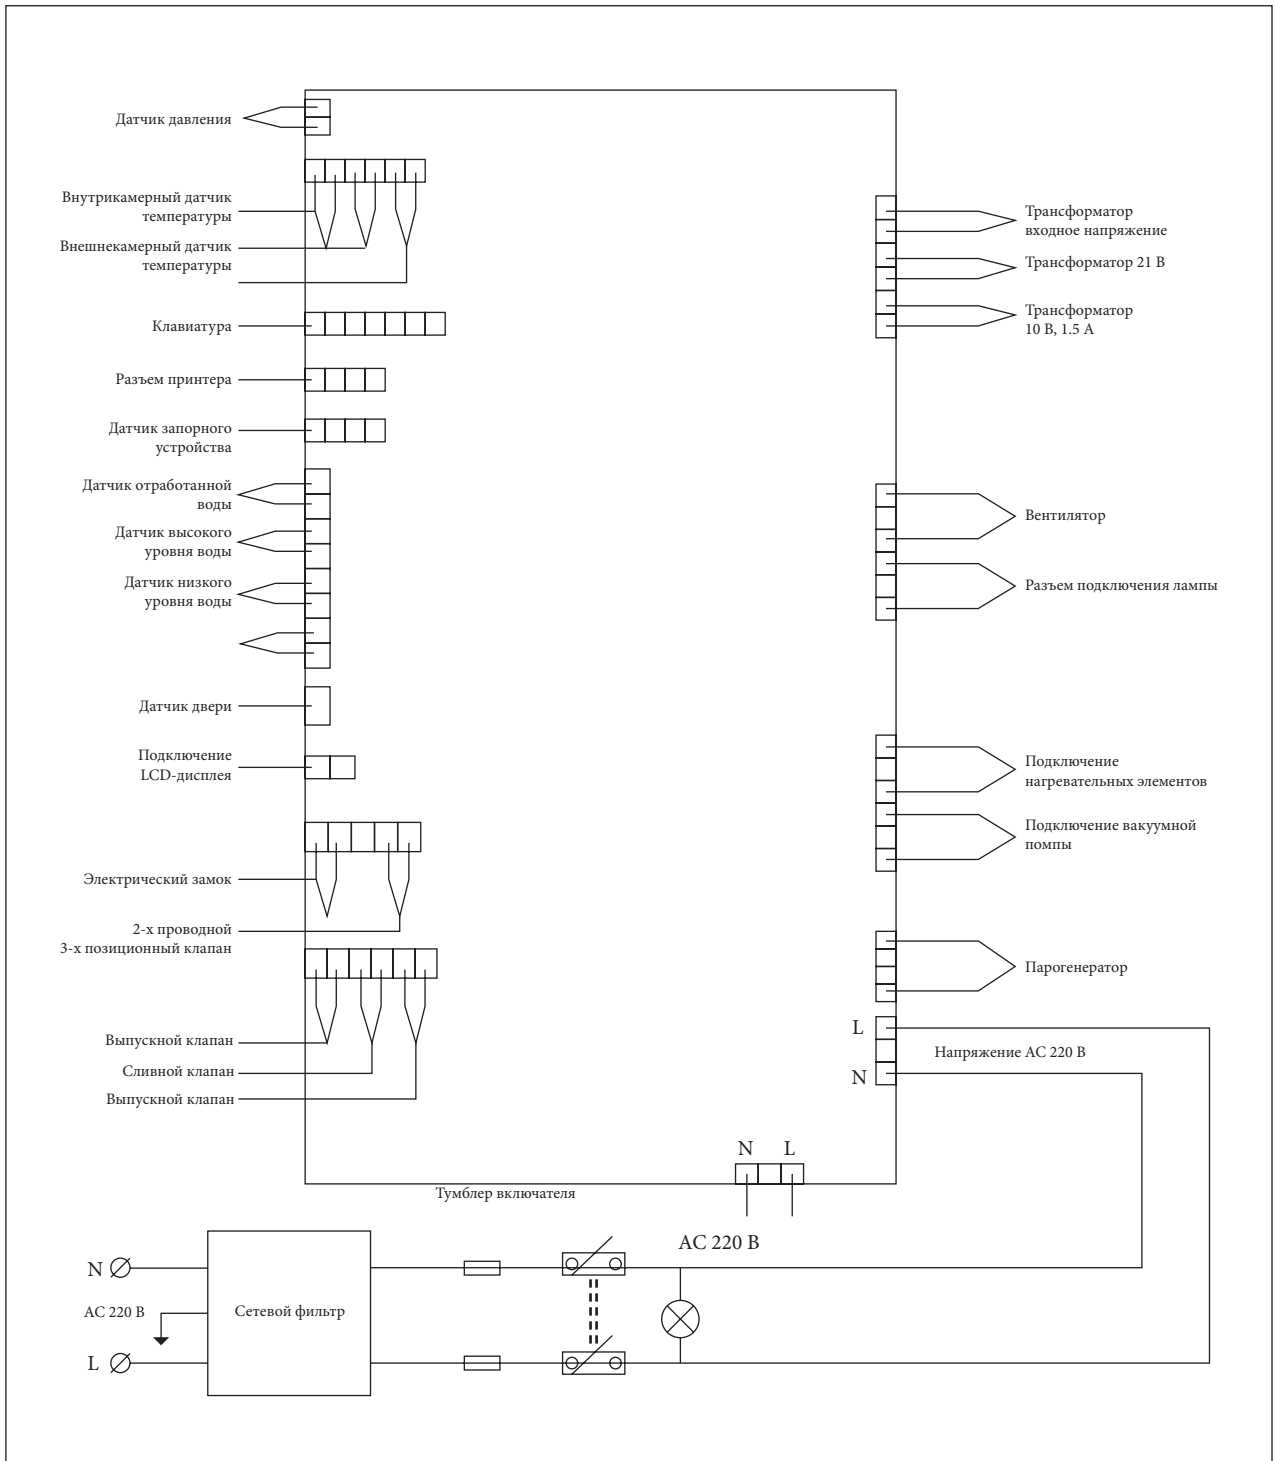 Датчик давления
Внутрикамерный датчик
температуры
Внешнекамерный датчик
температуры
Клавиатура
Разъем принтера
Датчик запорного
устройства
Датчик отработанной
воды
Датчик высокого
уровня воды
Датчик низкого
уровня воды
Датчик двери
Подключение
LCD-дисплея
Электрический замок
2-х проводной
3-х позиционный клапан
Выпускной клапан
Сливной клапан
Выпускной клапан
Трансформатор
входное напряжение
Трансформатор 21 В
Трансформатор
10 В, 1.5 А
Вентилятор
Разъем подключения лампы
Подключение
нагревательных элементов
Подключение вакуумной
помпы
Парогенератор
L
Напряжение АС 220 В
N
N L
Тумблер включателя
АС 220 В
N
АС 220 В
L
Сетевой фильтр